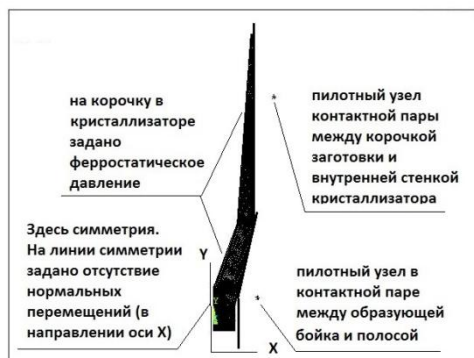 на корочку в
кристаллизаторе
задано
ферростатическое
давление
пилотный узел
контактной пары
между корочкой
заготовки и
внутренней стенкой
кристаллизатора
Здесь симметрия.
На линии симметрии
задано отсутствие
нормальных
перемещений (в
направлении оси X)
Y
Y
X
пилотный узел в
контактной паре
между образующей
бойка и полосой